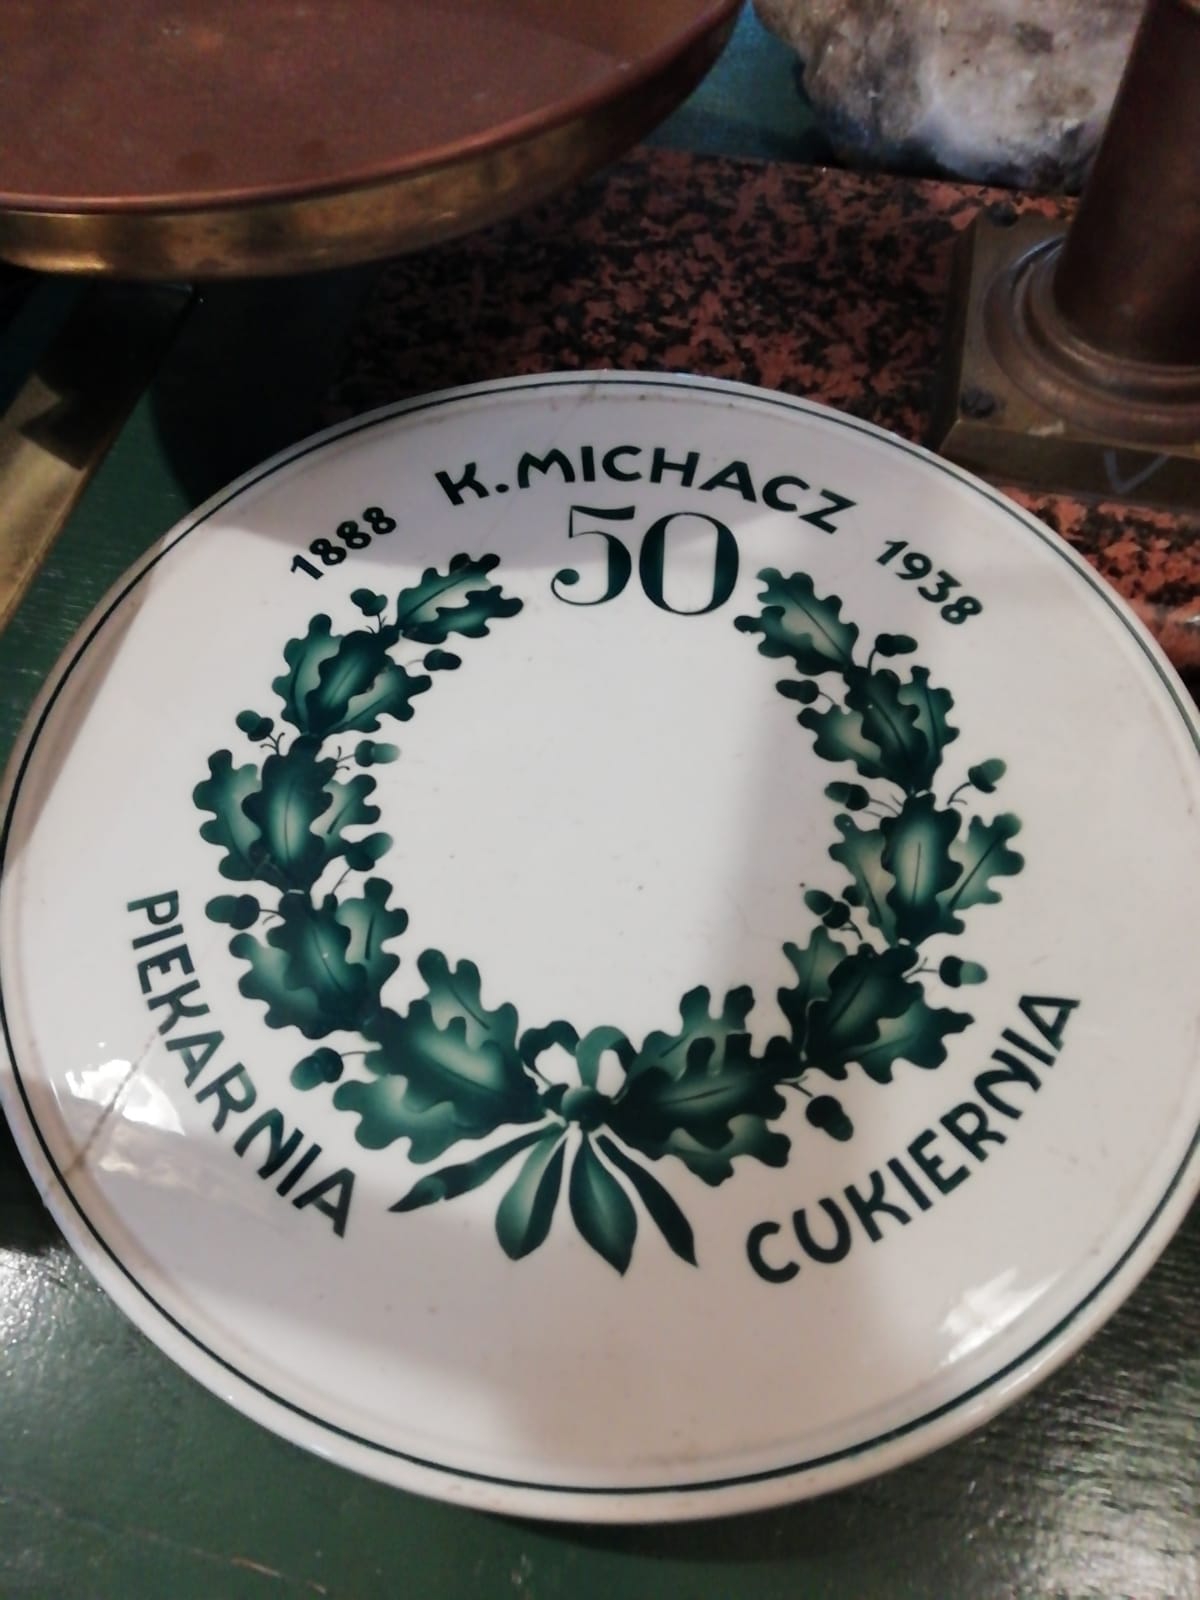 K. MICHACZ
1888 50 1938
PIEKARNIA CUKIERNIA